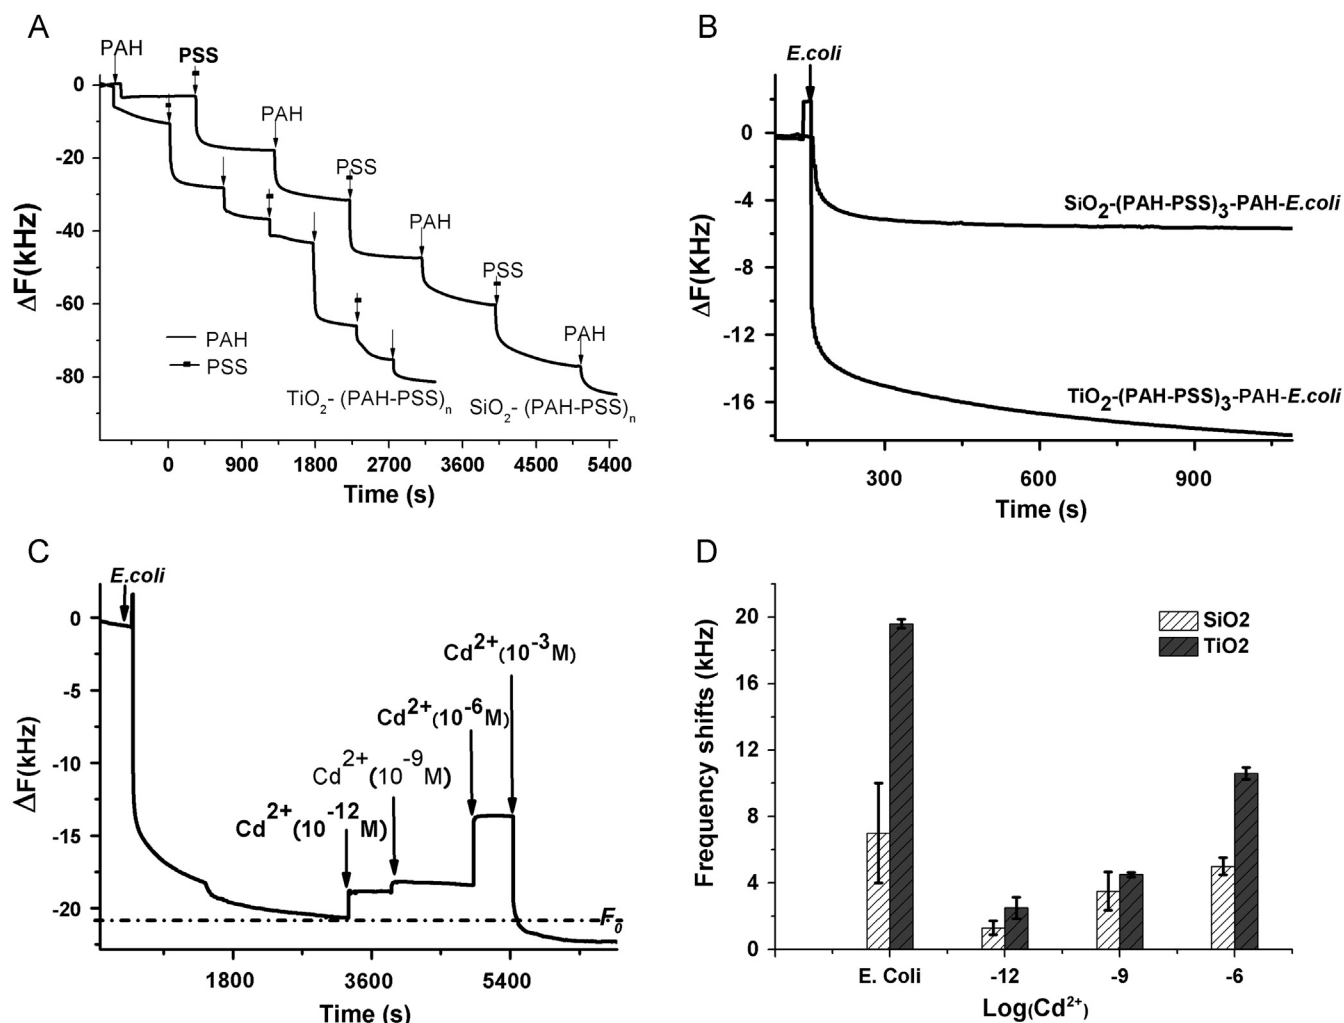 A
PAH
PSS
PAH
PSS
PAH
PSS
PAH
0
-20
-40
-60
-80
ΔF(kHz)
PAH
PSS
TiO2- (PAH-PSS)n
SiO2- (PAH-PSS)n
0 900 1800 2700 3600 4500 5400
Time (s)
B
E.coli
0
-4
-8
-12
-16
ΔF(KHz)
SiO2-(PAH-PSS)3-PAH-E.coli
TiO2-(PAH-PSS)3-PAH-E.coli
300 600 900
Time (s)
C
E.coli
0
-5
-10
-15
-20
ΔF(kHz)
Cd2+(10-3M)
Cd2+(10-6M)
Cd2+(10-9M)
Cd2+(10-12M)
F0
1800 3600 5400
Time (s)
D
20
16
12
8
4
0
Frequency shifts (kHz)
SiO2
TiO2
E. Coli -12 -9 -6
Log(Cd2+)